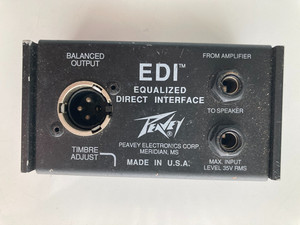 BALANCED
OUTPUT
FROM AMPLIFIER
EDI™
EQUALIZED
DIRECT INTERFACE
TO SPEAKER
PEAVEY®
TIMBRE
ADJUST
PEAVEY ELECTRONICS CORP.
MERIDIAN, MS
MADE IN U.S.A.
MAX. INPUT
LEVEL 35V RMS